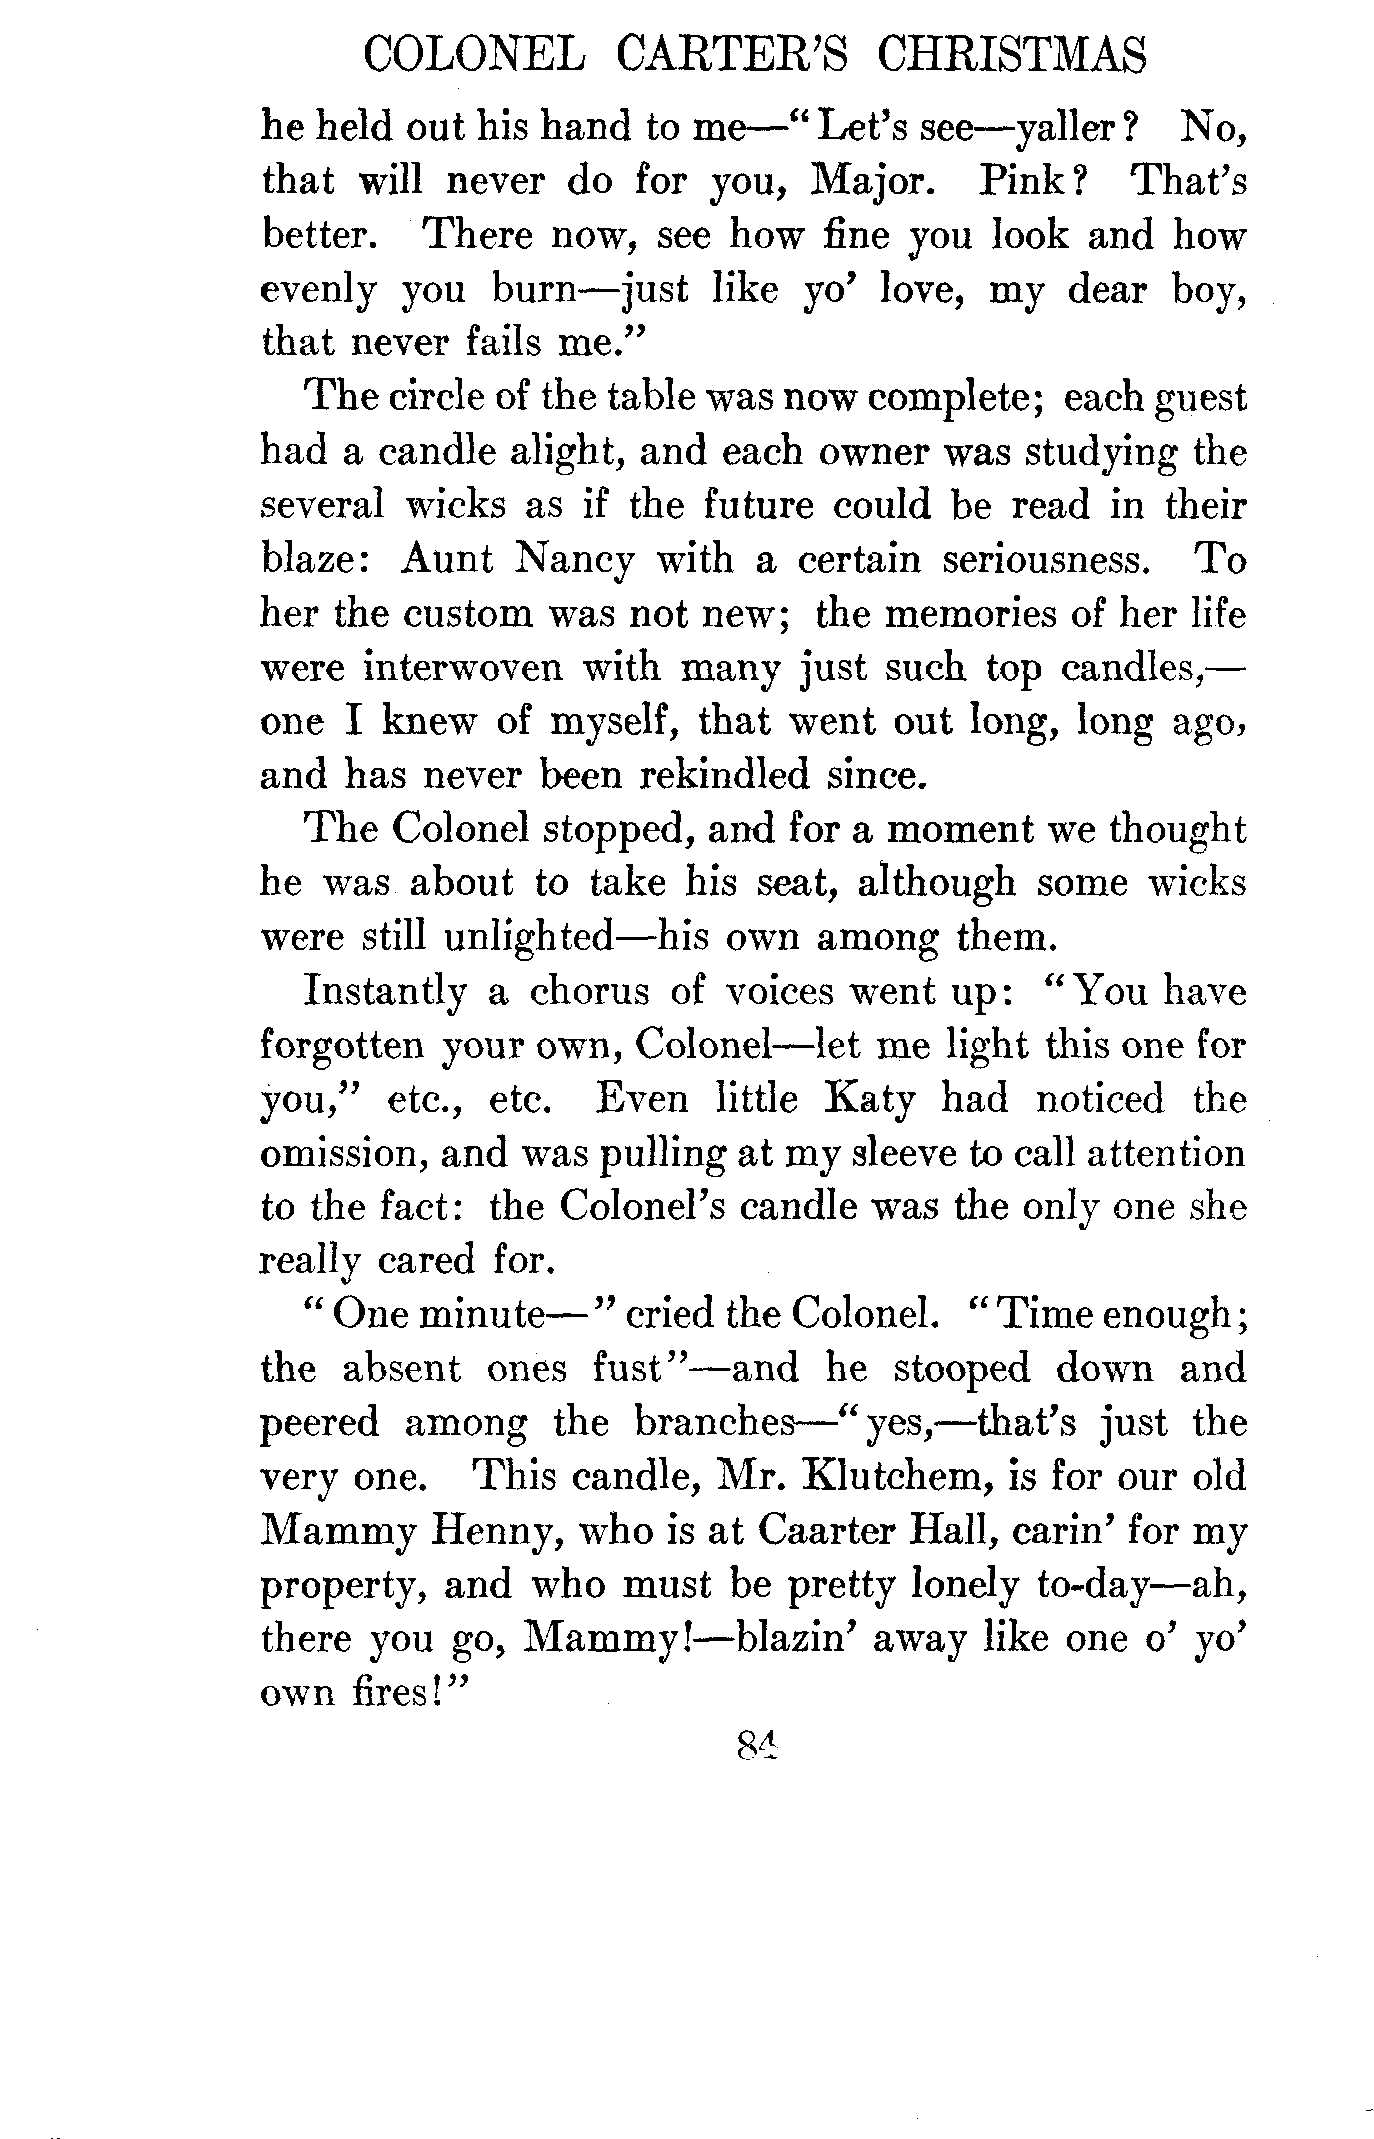 COLONEL CARTER'S CHRISTMAS
he held out his hand to me—“Let's see—yaller? No,
that will never do for you, Major. Pink? That's
better. There now, see how fine you look and how
evenly you burn—just like yo' love, my dear boy,
that never fails me.”
The circle of the table was now complete; each guest
had a candle alight, and each owner was studying the
several wicks as if the future could be read in their
blaze: Aunt Nancy with a certain seriousness. To
her the custom was not new; the memories of her life
were interwoven with many just such top candles,—
one I knew of myself, that went out long, long ago,
and has never been rekindled since.
The Colonel stopped, and for a moment we thought
he was about to take his seat, although some wicks
were still unlighted—his own among them.
Instantly a chorus of voices went up: “You have
forgotten your own, Colonel—let me light this one for
you,” etc., etc. Even little Katy had noticed the
omission, and was pulling at my sleeve to call attention
to the fact: the Colonel's candle was the only one she
really cared for.
“One minute—” cried the Colonel. “Time enough;
the absent ones fust”—and he stooped down and
peered among the branches—“yes,—that's just the
very one. This candle, Mr. Klutchem, is for our old
Mammy Henny, who is at Caarter Hall, carin' for my
property, and who must be pretty lonely to-day—ah,
there you go, Mammy!—blazin' away like one o' yo'
own fires!”
84